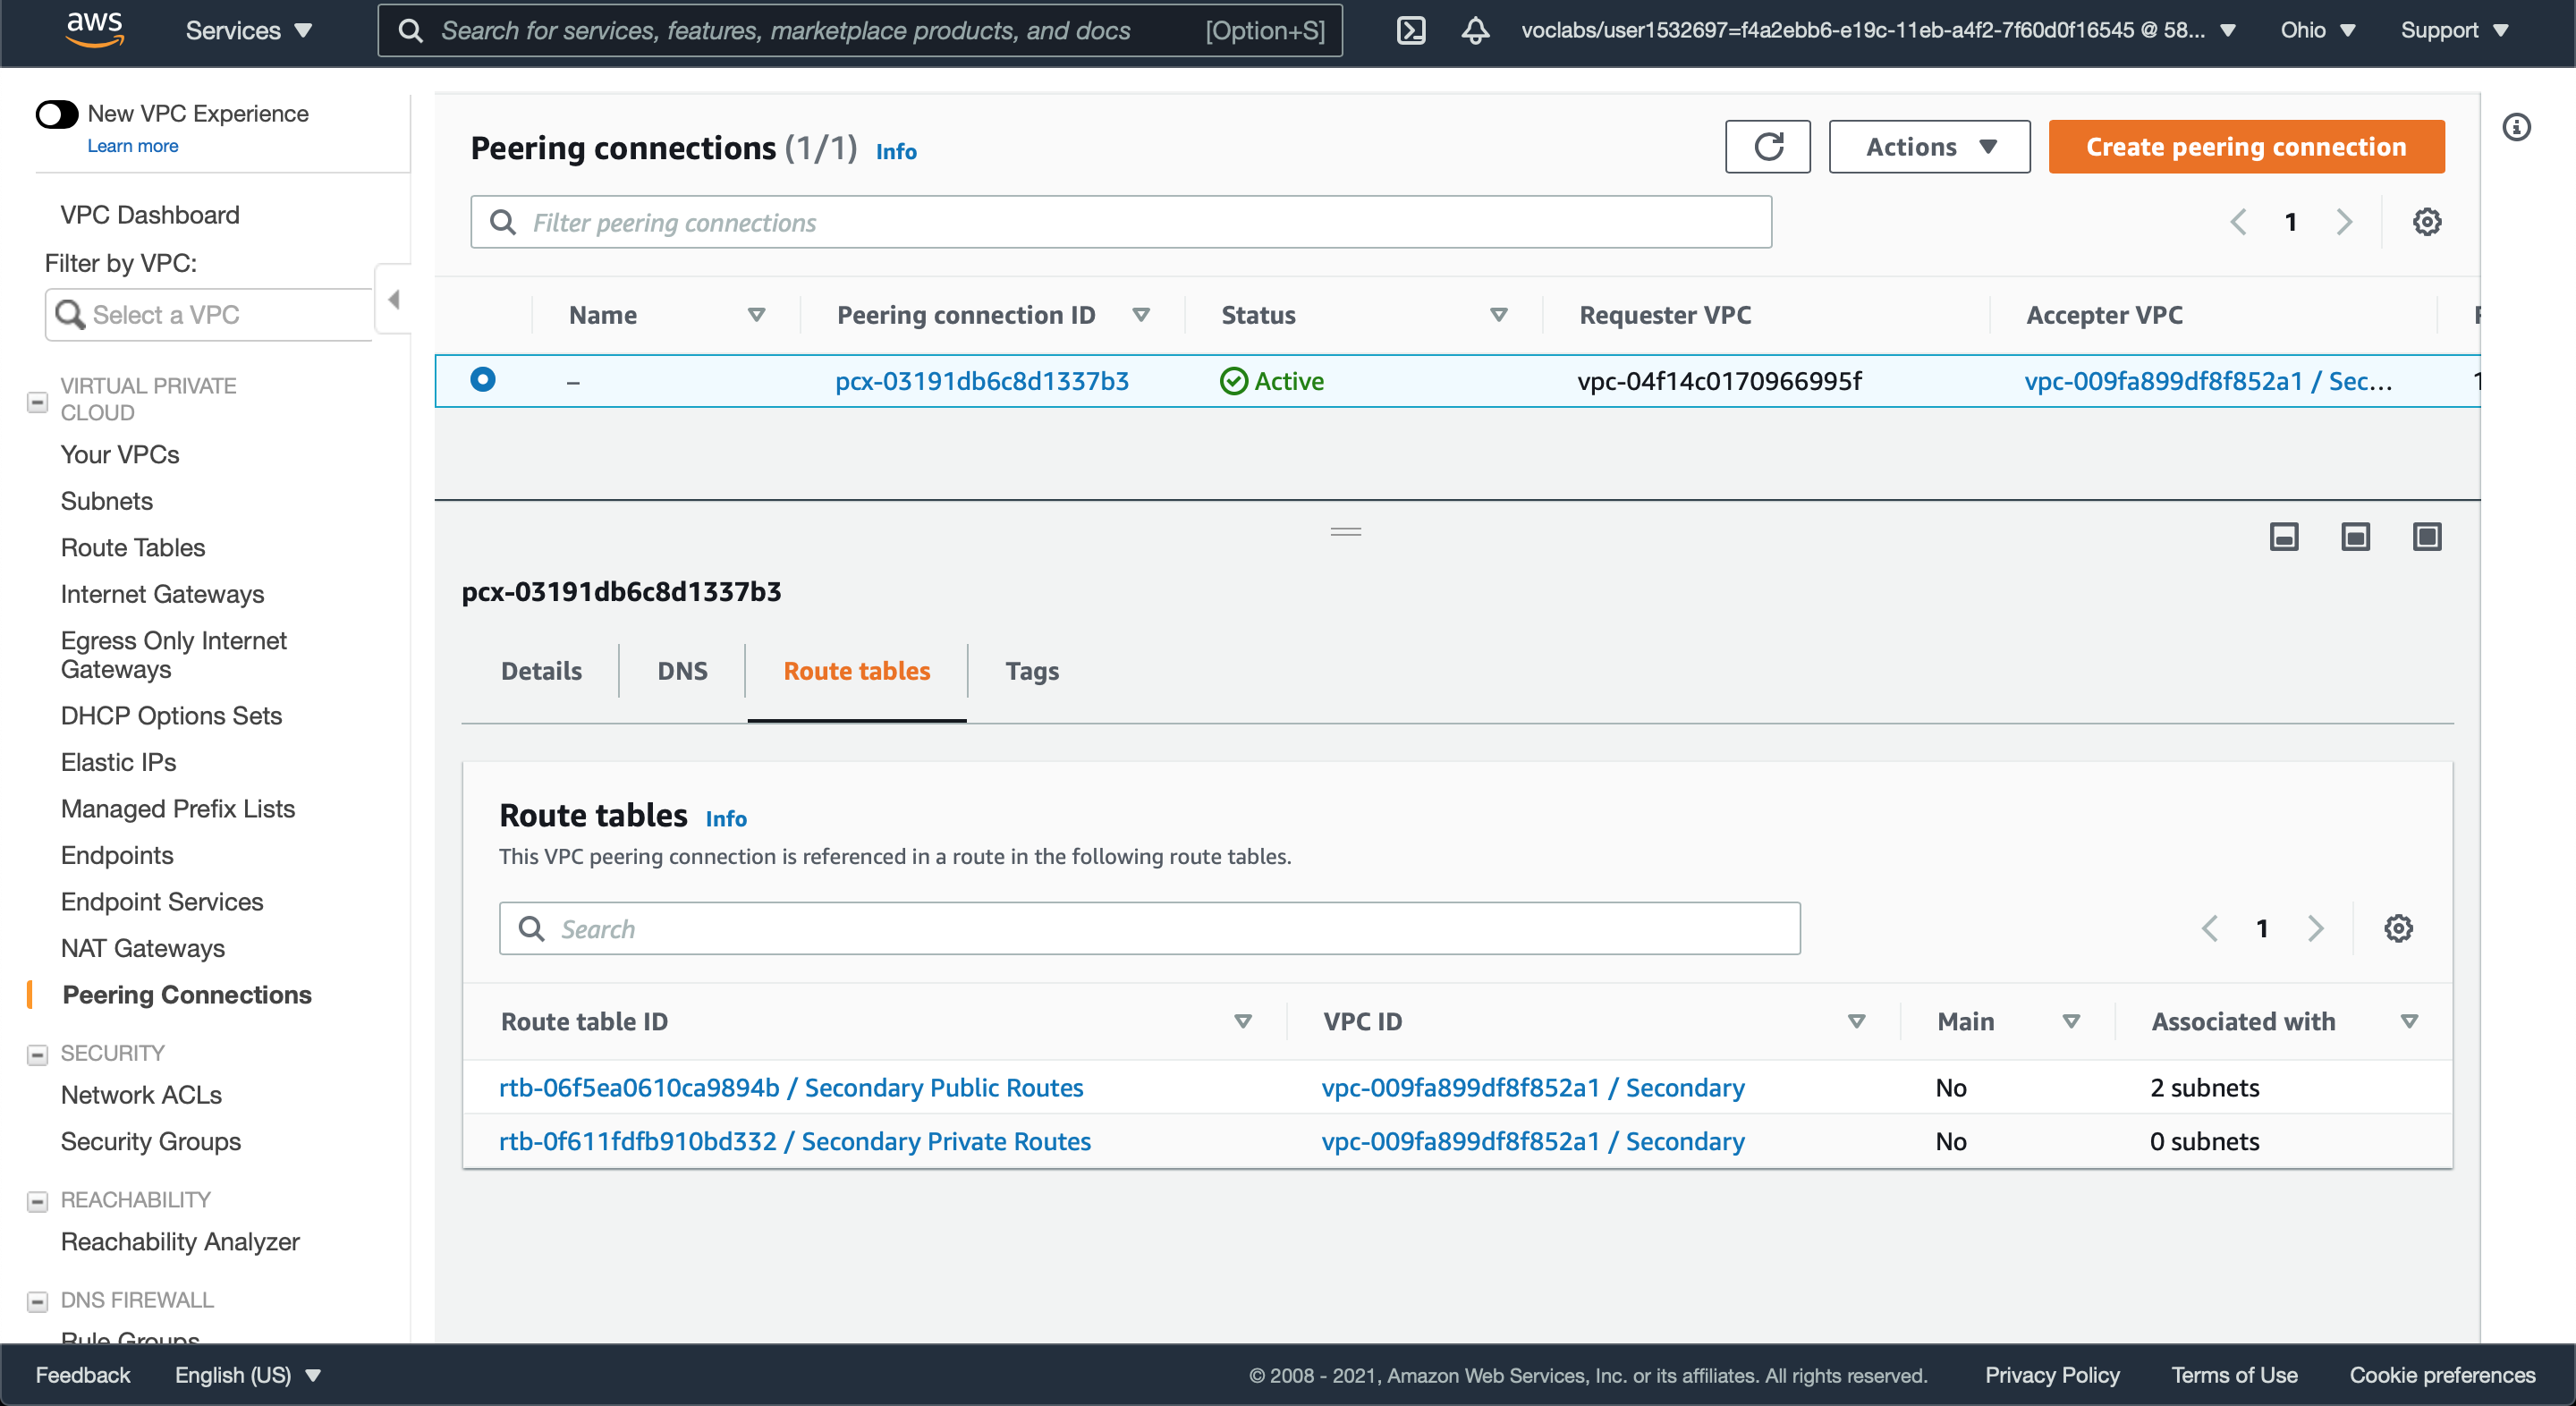 aws
Services
Search for services, features, marketplace products, and docs [Option+S]
voclabs/user1532697=f4a2ebb6-e19c-11eb-a4f2-7f60d0f16545 @ 58...
Ohio
Support
New VPC Experience
Learn more
VPC Dashboard
Filter by VPC:
Select a VPC
VIRTUAL PRIVATE
CLOUD
Your VPCs
Subnets
Route Tables
Internet Gateways
Egress Only Internet
Gateways
DHCP Options Sets
Elastic IPs
Managed Prefix Lists
Endpoints
Endpoint Services
NAT Gateways
Peering Connections
SECURITY
Network ACLs
Security Groups
REACHABILITY
Reachability Analyzer
DNS FIREWALL
Rule Groups
Peering connections (1/1) Info
Actions
Create peering connection
Filter peering connections
1
Name Peering connection ID Status Requester VPC Accepter VPC
– pcx-03191db6c8d1337b3 Active vpc-04f14c0170966995f vpc-009fa899df8f852a1 / Sec...
pcx-03191db6c8d1337b3
Details DNS Route tables Tags
Route tables Info
This VPC peering connection is referenced in a route in the following route tables.
Search
1
Route table ID VPC ID Main Associated with
rtb-06f5ea0610ca9894b / Secondary Public Routes vpc-009fa899df8f852a1 / Secondary No 2 subnets
rtb-0f611fdfb910bd332 / Secondary Private Routes vpc-009fa899df8f852a1 / Secondary No 0 subnets
Feedback English (US) © 2008 - 2021, Amazon Web Services, Inc. or its affiliates. All rights reserved. Privacy Policy Terms of Use Cookie preferences